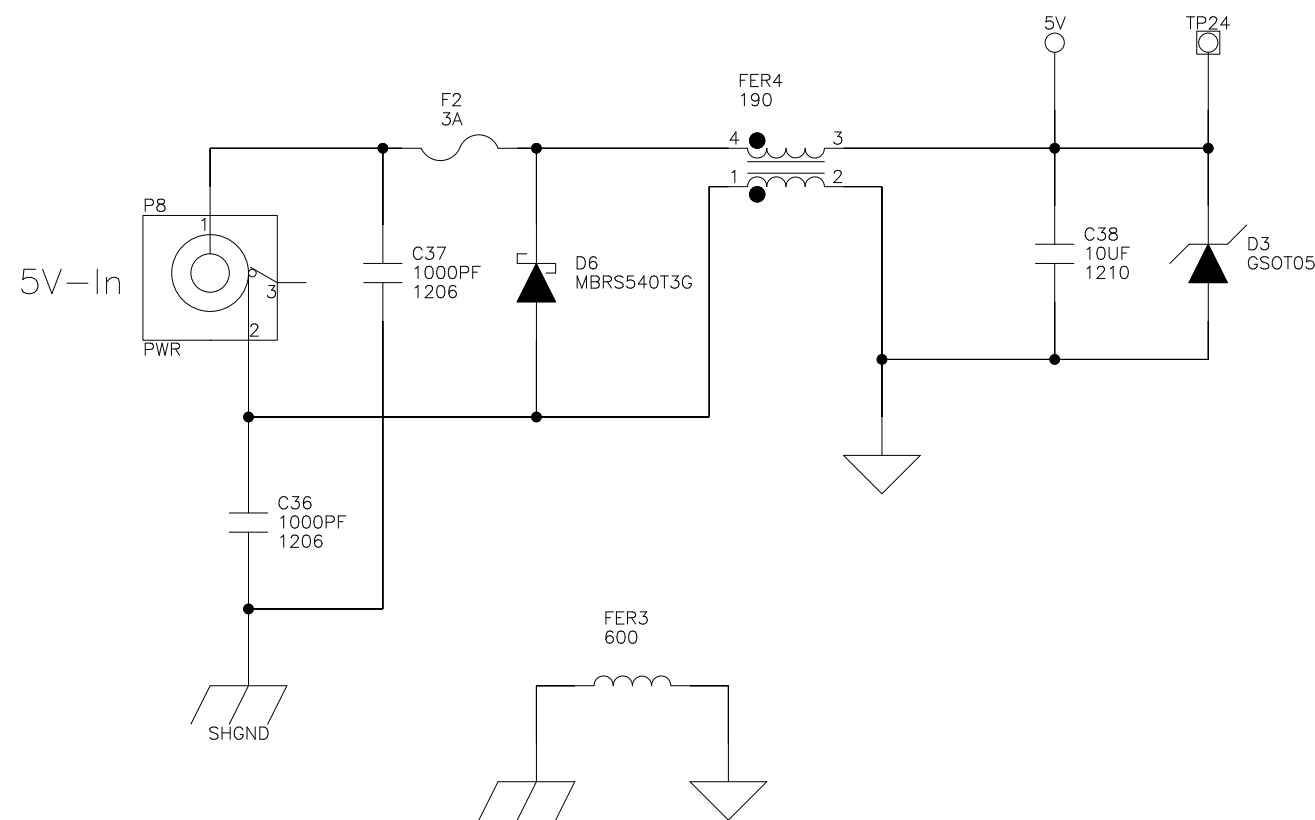 5V
TP24
FER4
190
F2
3A
4
3
1
2
P8
1
C37
1000PF
1206
D6
MBRS540T3G
C38
10UF
1210
D3
GSOT05
5V-In
3
2
PWR
C36
1000PF
1206
FER3
600
SHGND